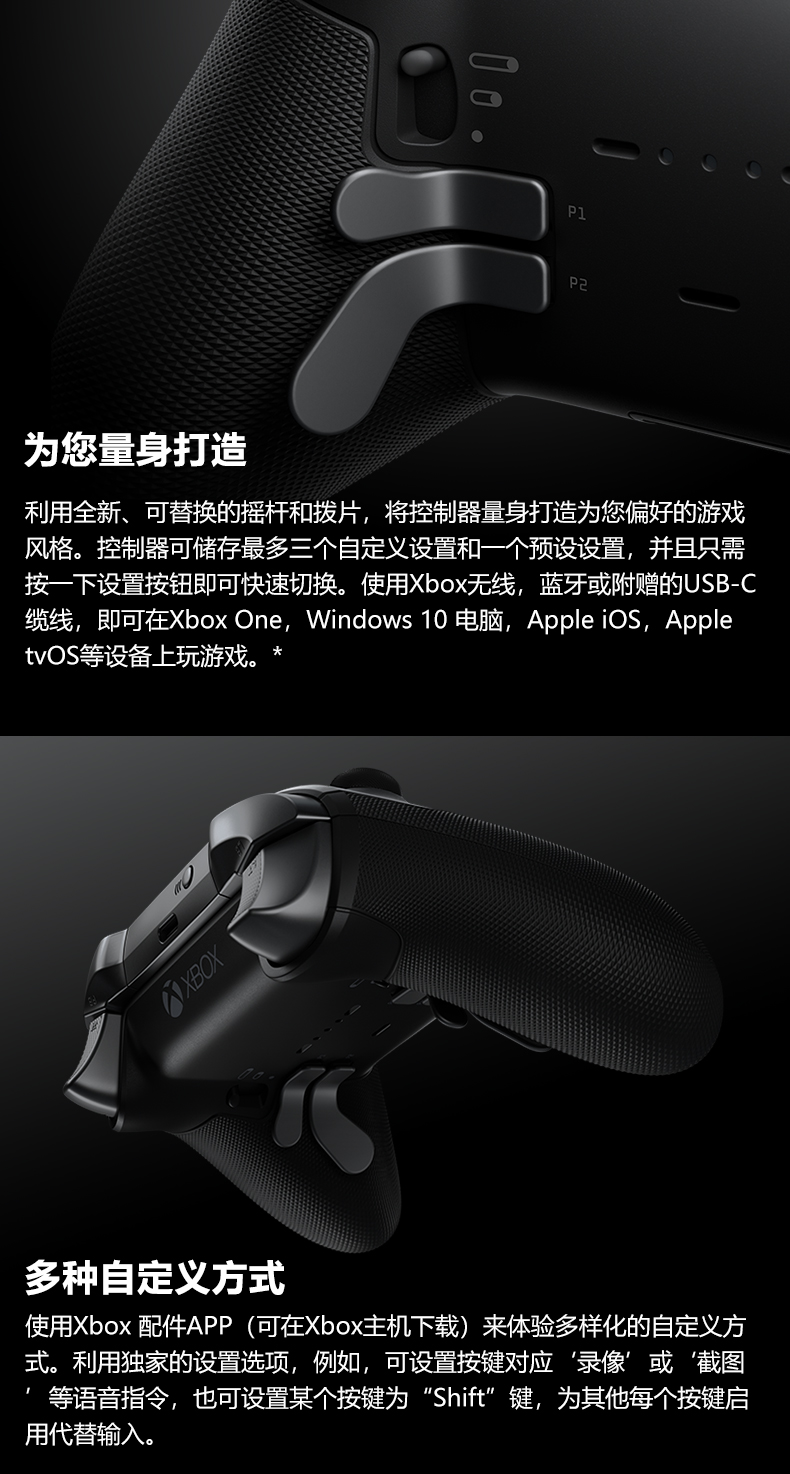 P1
P2
为您量身打造
利用全新、可替换的摇杆和拨片，将控制器量身打造为您偏好的游戏
风格。控制器可储存最多三个自定义设置和一个预设设置，并且只需
按一下设置按钮即可快速切换。使用Xbox无线，蓝牙或附赠的USB-C
缆线，即可在Xbox One，Windows 10 电脑，Apple iOS，Apple
tvOS等设备上玩游戏。*
XBOX
多种自定义方式
使用Xbox 配件APP（可在Xbox主机下载）来体验多样化的自定义方
式。利用独家的设置选项，例如，可设置按键对应‘录像’或‘截图
’等语音指令，也可设置某个按键为“Shift”键，为其他每个按键启
用代替输入。